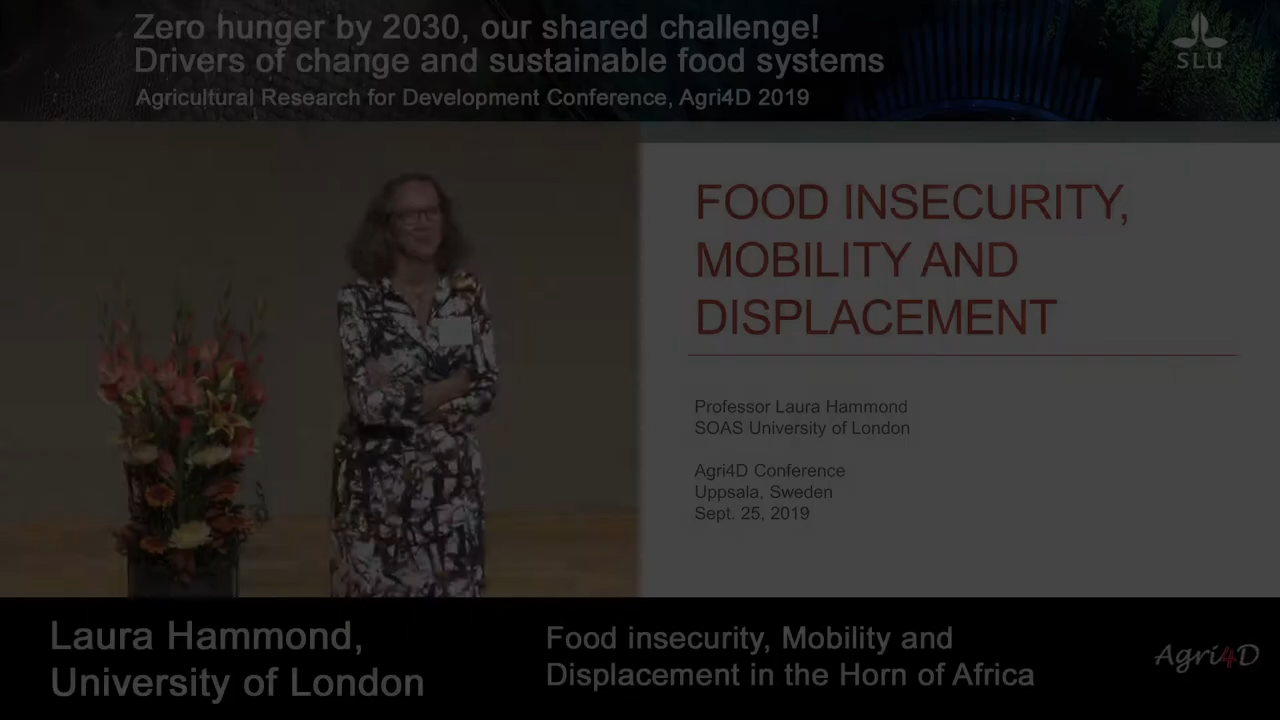 Zero hunger by 2030, our shared challenge!
Drivers of change and sustainable food systems
Agricultural Research for Development Conference, Agri4D 2019
SLU
FOOD INSECURITY,
MOBILITY AND
DISPLACEMENT
Professor Laura Hammond
SOAS University of London
Agri4D Conference
Uppsala, Sweden
Sept. 25, 2019
Laura Hammond,
University of London
Food insecurity, Mobility and
Displacement in the Horn of Africa
Agri4D